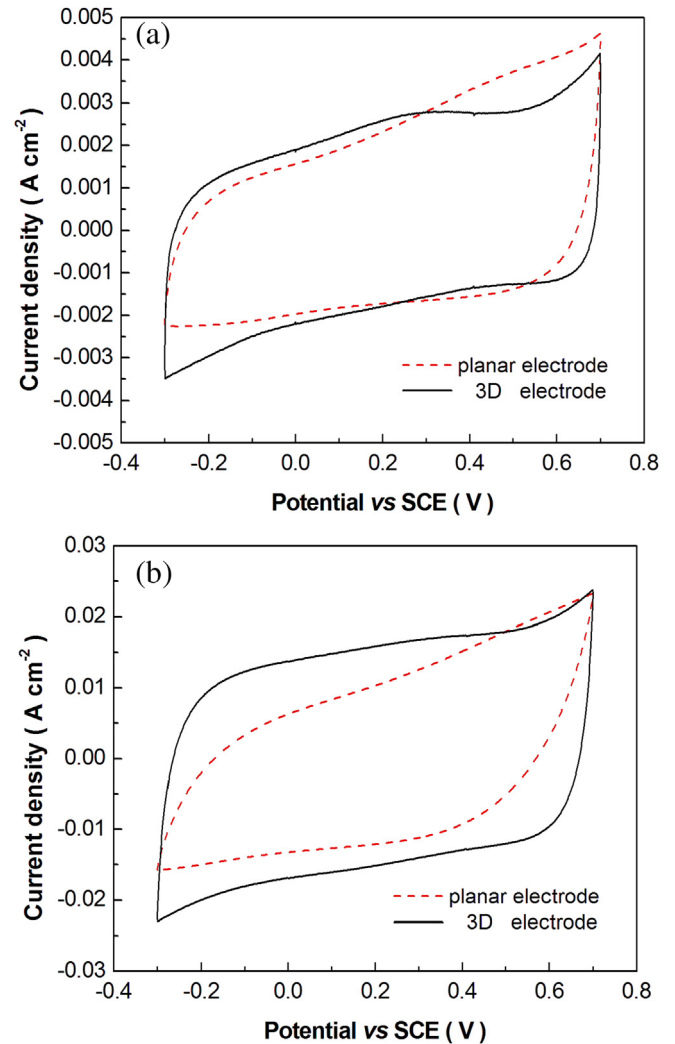 (a)
0.005
0.004
0.003
0.002
0.001
0.000
-0.001
-0.002
-0.003
-0.004
-0.005
Current density ( A cm-2 )
planar electrode
3D electrode
-0.4 -0.2 0.0 0.2 0.4 0.6 0.8
Potential vs SCE ( V )
(b)
0.03
0.02
0.01
0.00
-0.01
-0.02
-0.03
Current density ( A cm-2 )
planar electrode
3D electrode
-0.4 -0.2 0.0 0.2 0.4 0.6 0.8
Potential vs SCE ( V )